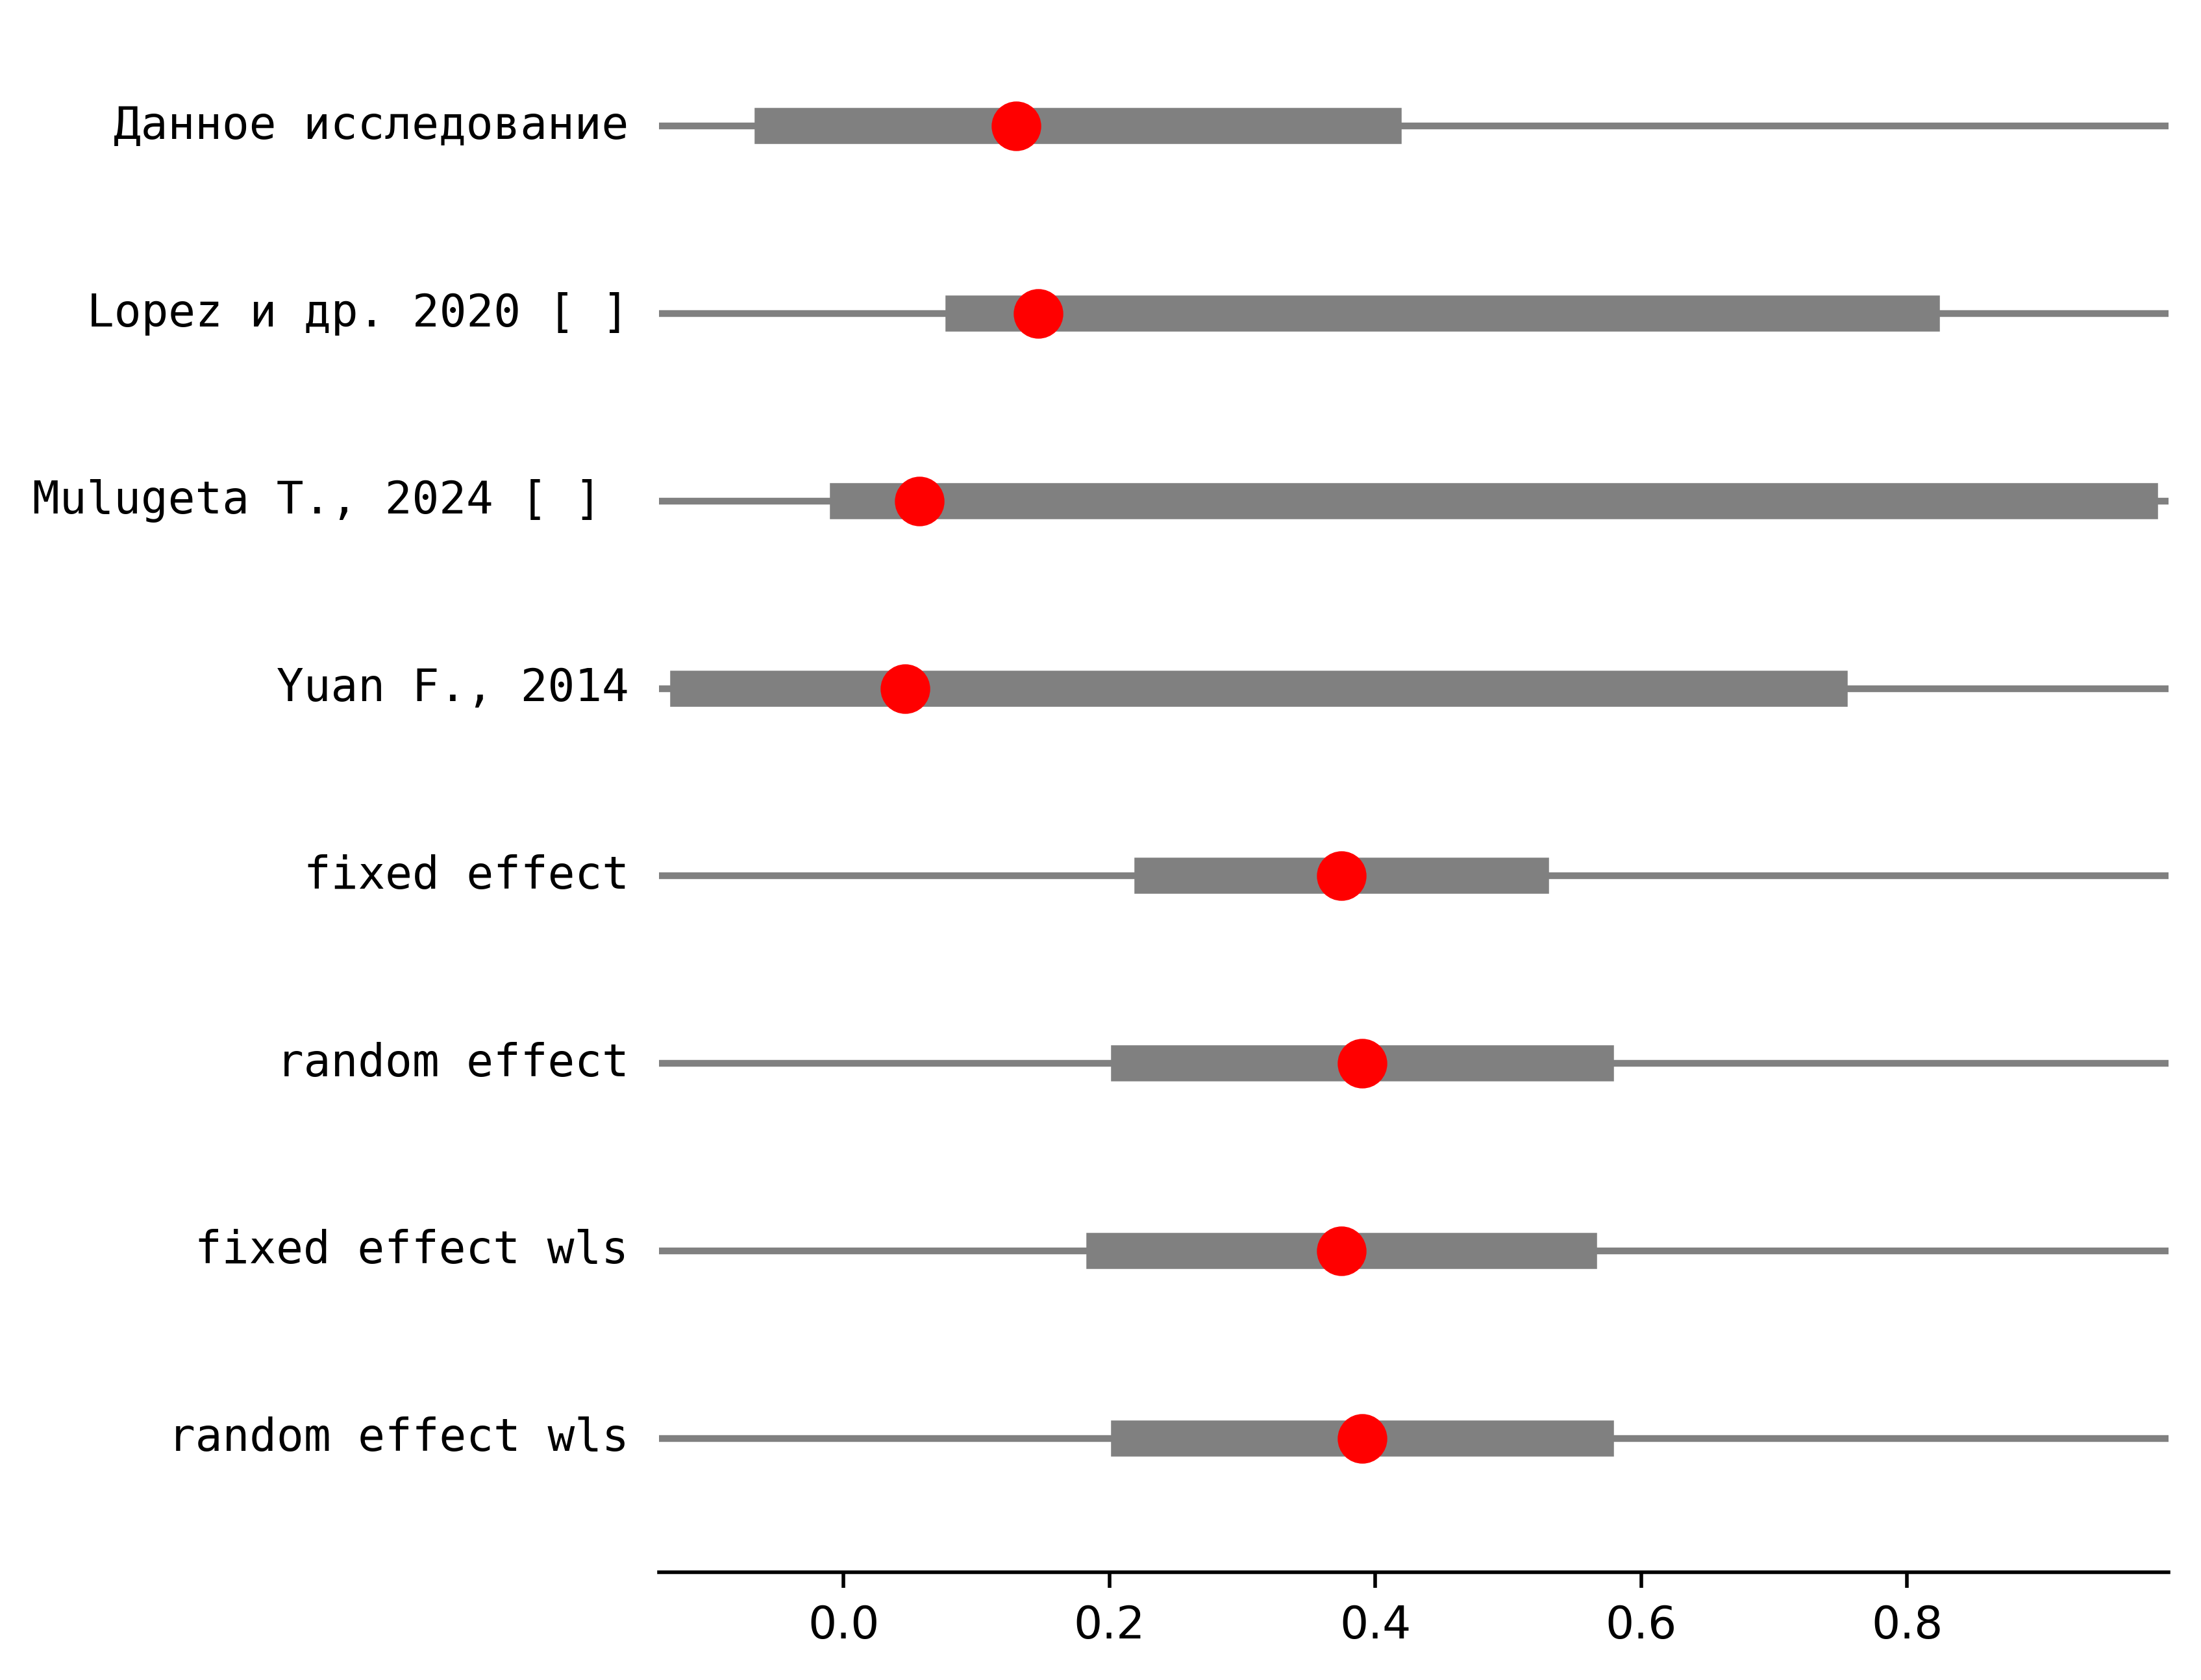 Данное исследование
Lopez и др. 2020 [ ]
Mulugeta T., 2024 [ ]
Yuan F., 2014
fixed effect
random effect
fixed effect wls
random effect wls
0.0 0.2 0.4 0.6 0.8